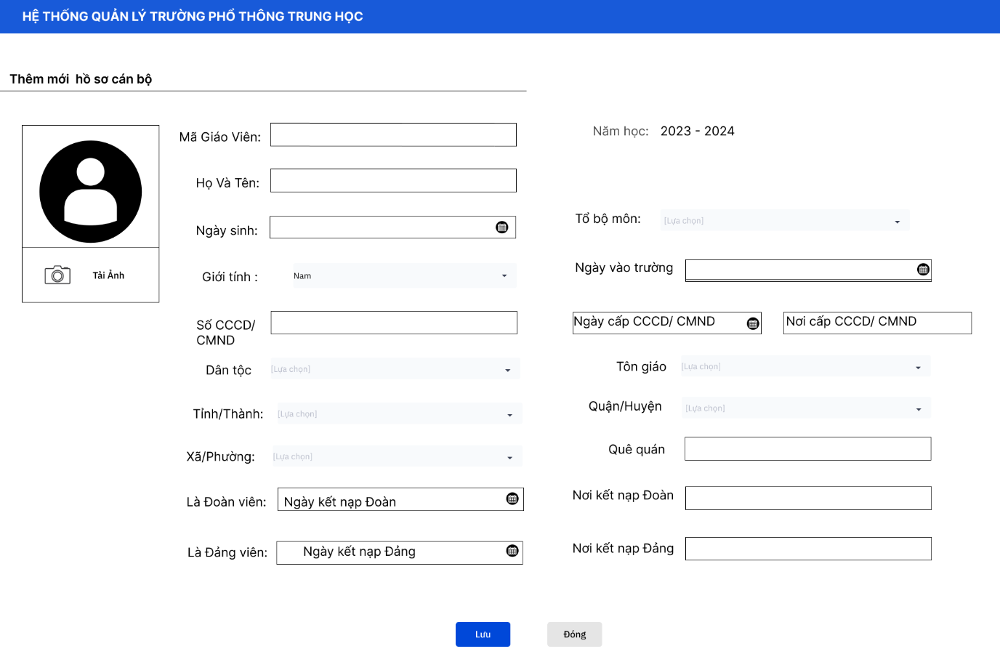 HỆ THỐNG QUẢN LÝ TRƯỜNG PHỔ THÔNG TRUNG HỌC
Thêm mới hồ sơ cán bộ
Tải Ảnh
Mã Giáo Viên:
Năm học: 2023 - 2024
Họ Và Tên:
Ngày sinh:
Tổ bộ môn: [Lựa chọn]
Giới tính : Nam
Ngày vào trường
Số CCCD/
CMND
Ngày cấp CCCD/ CMND
Nơi cấp CCCD/ CMND
Dân tộc [Lựa chọn]
Tôn giáo [Lựa chọn]
Tỉnh/Thành: [Lựa chọn]
Quận/Huyện [Lựa chọn]
Xã/Phường: [Lựa chọn]
Quê quán
Là Đoàn viên: Ngày kết nạp Đoàn
Nơi kết nạp Đoàn
Là Đảng viên: Ngày kết nạp Đảng
Nơi kết nạp Đảng
Lưu
Đóng